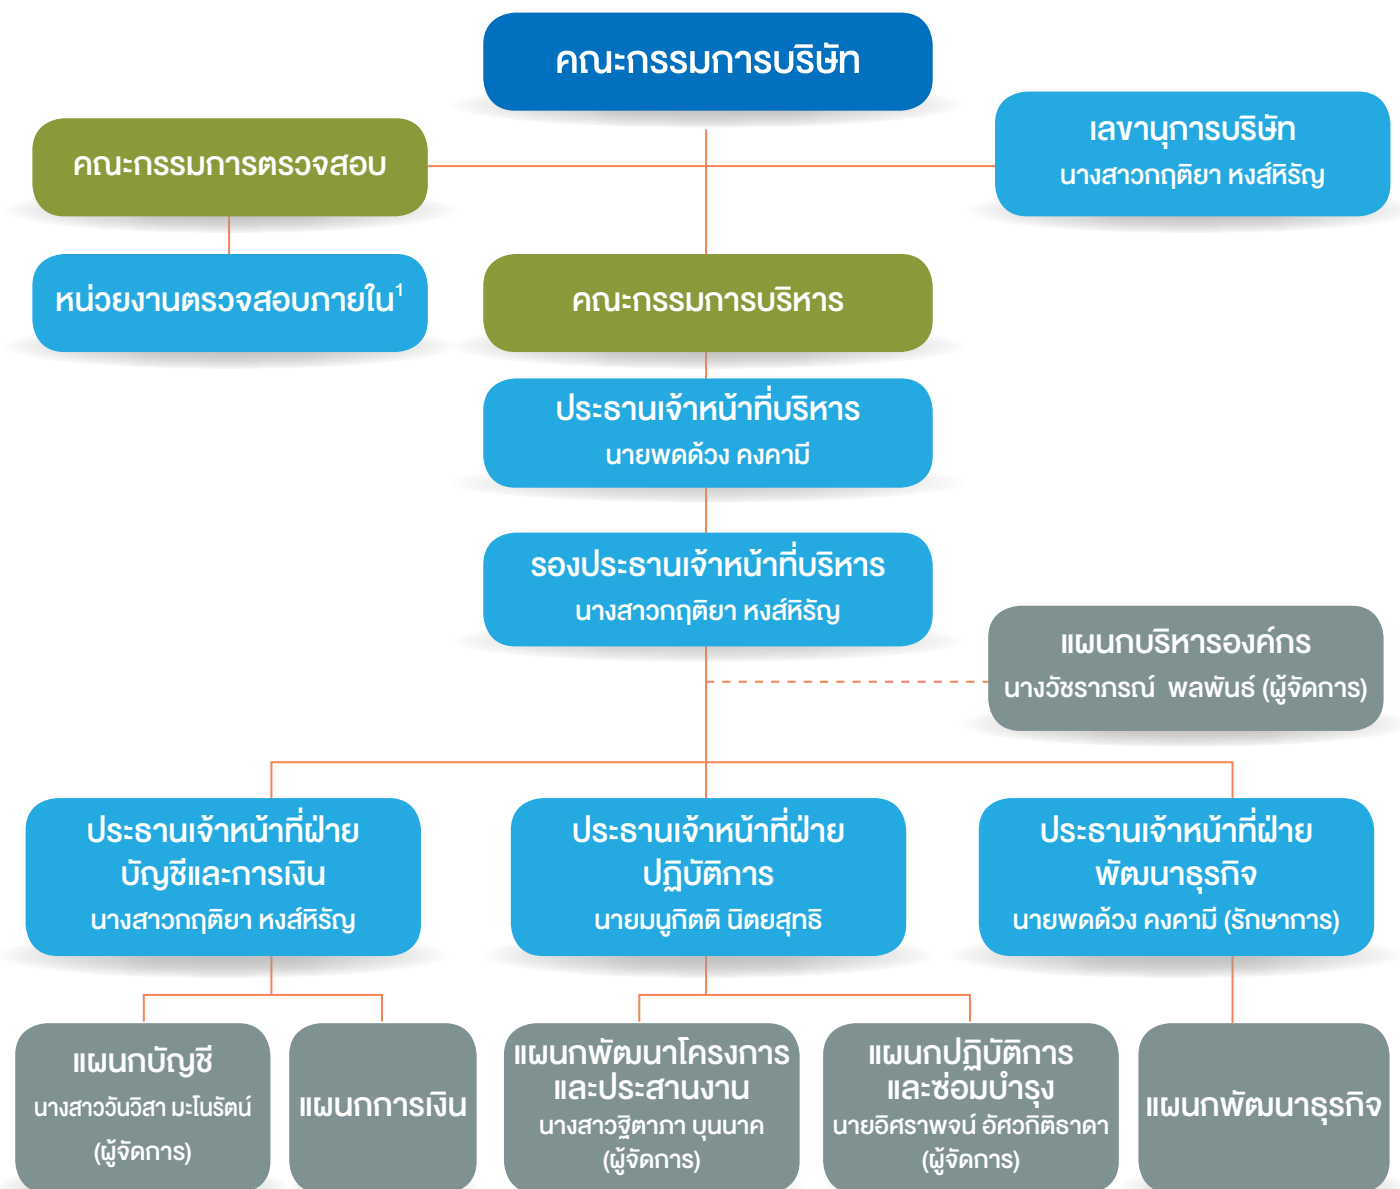 คณะกรรมการบริษัท
เลขานุการบริษัท
นางสาวกฤติยา หงส์หิรัญ
คณะกรรมการตรวจสอบ
หน่วยงานตรวจสอบภายใน¹
คณะกรรมการบริหาร
ประธานเจ้าหน้าที่บริหาร
นายพดด้วง คงคามี
รองประธานเจ้าหน้าที่บริหาร
นางสาวกฤติยา หงส์หิรัญ
แผนกบริหารองค์กร
นางวัชราภรณ์ พลพันธ์ (ผู้จัดการ)
ประธานเจ้าหน้าที่ฝ่าย
บัญชีและการเงิน
นางสาวกฤติยา หงส์หิรัญ
ประธานเจ้าหน้าที่ฝ่าย
ปฏิบัติการ
นายมนูกิตติ นิตยสุทธิ
ประธานเจ้าหน้าที่ฝ่าย
พัฒนาธุรกิจ
นายพดด้วง คงคามี (รักษาการ)
แผนกบัญชี
นางสาววันวิสา มะโนรัตน์
(ผู้จัดการ)
แผนกการเงิน
แผนกพัฒนาโครงการ
และประสานงาน
นางสาวฐิตาภา บุนนาค
(ผู้จัดการ)
แผนกปฏิบัติการ
และซ่อมบำรุง
นายอิศราพจน์ อัศวกิติธาดา
(ผู้จัดการ)
แผนกพัฒนาธุรกิจ